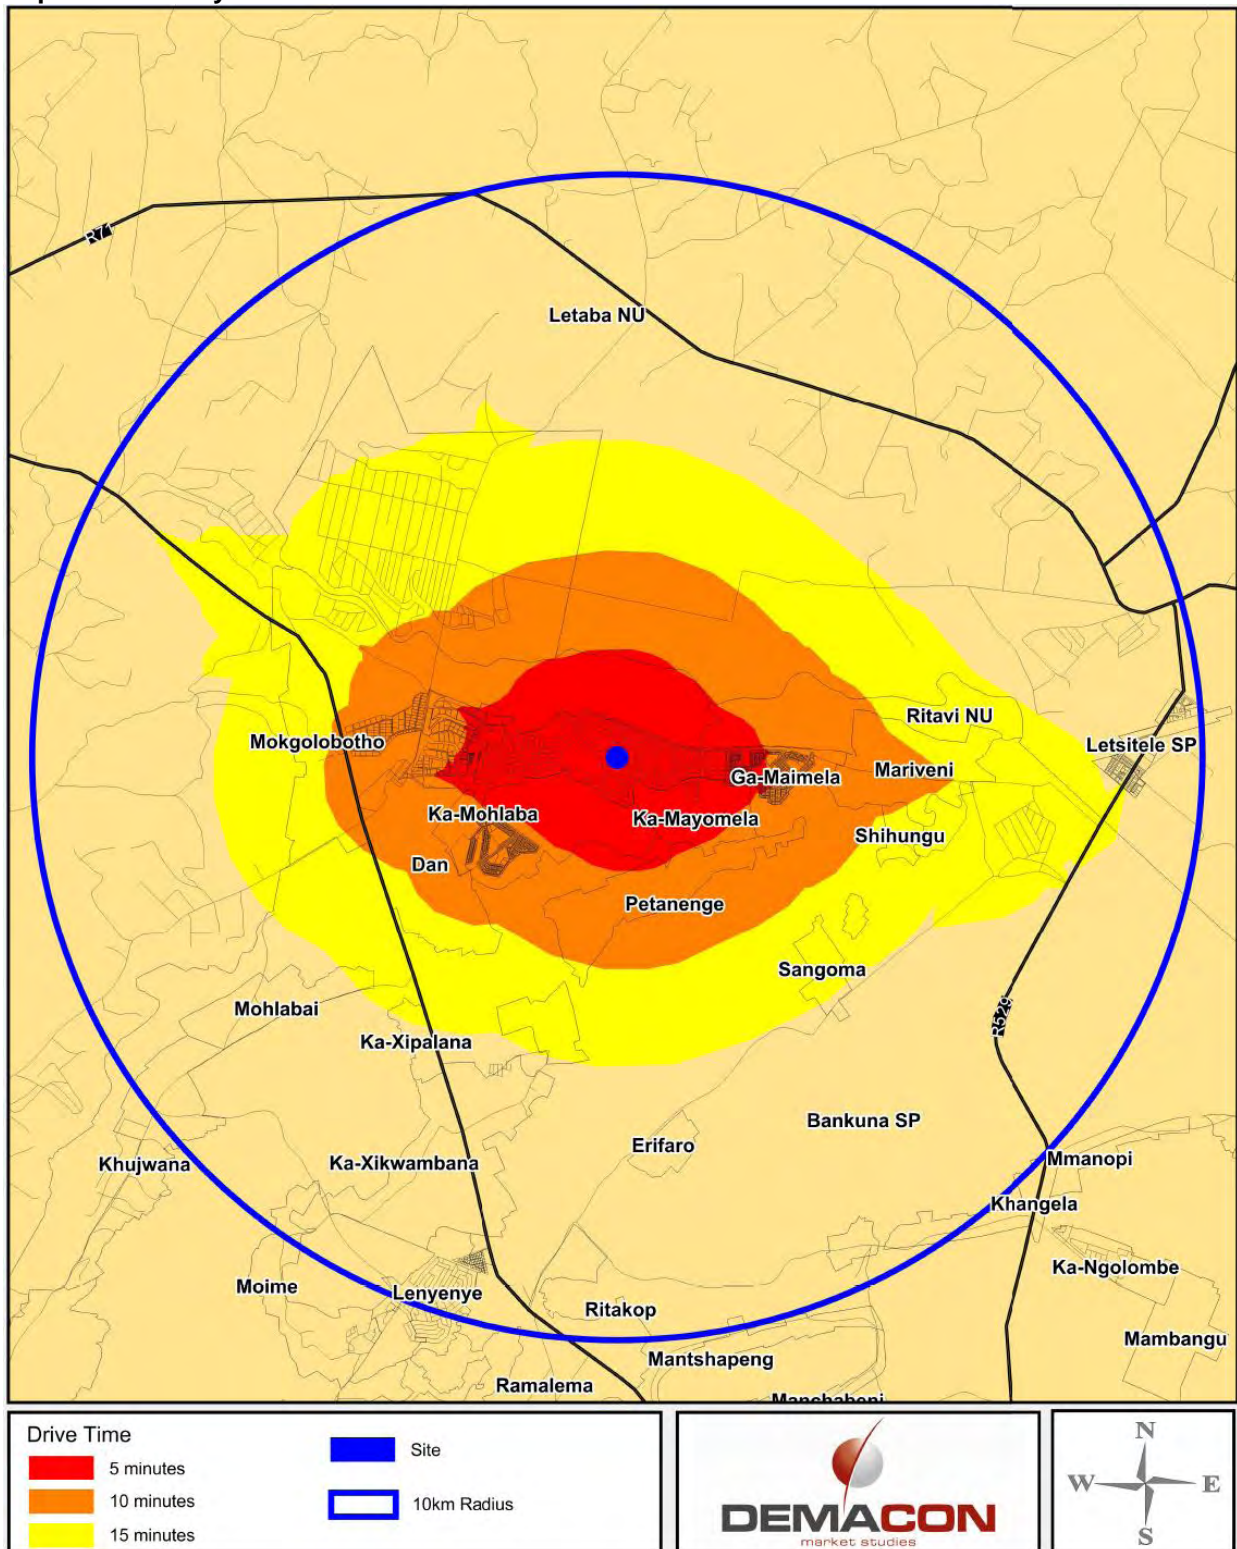 R71
Letaba NU
Ritavi NU
Mokgolobotho
Letsitele SP
Mariveni
Ga-Maimela
Ka-Mohlaba
Ka-Mayomela
Shihungu
Dan
Petanenge
Sangoma
Mohlabai
R529
Ka-Xipalana
Bankuna SP
Erifaro
Mmanopi
Khujwana
Ka-Xikwambana
Khangela
Ka-Ngolombe
Moime
Lenyenye
Ritakop
Mambangu
Mantshapeng
Ramalema
Drive Time
5 minutes
10 minutes
15 minutes
Site
10km Radius
DEMACON
market studies
N
W
E
S